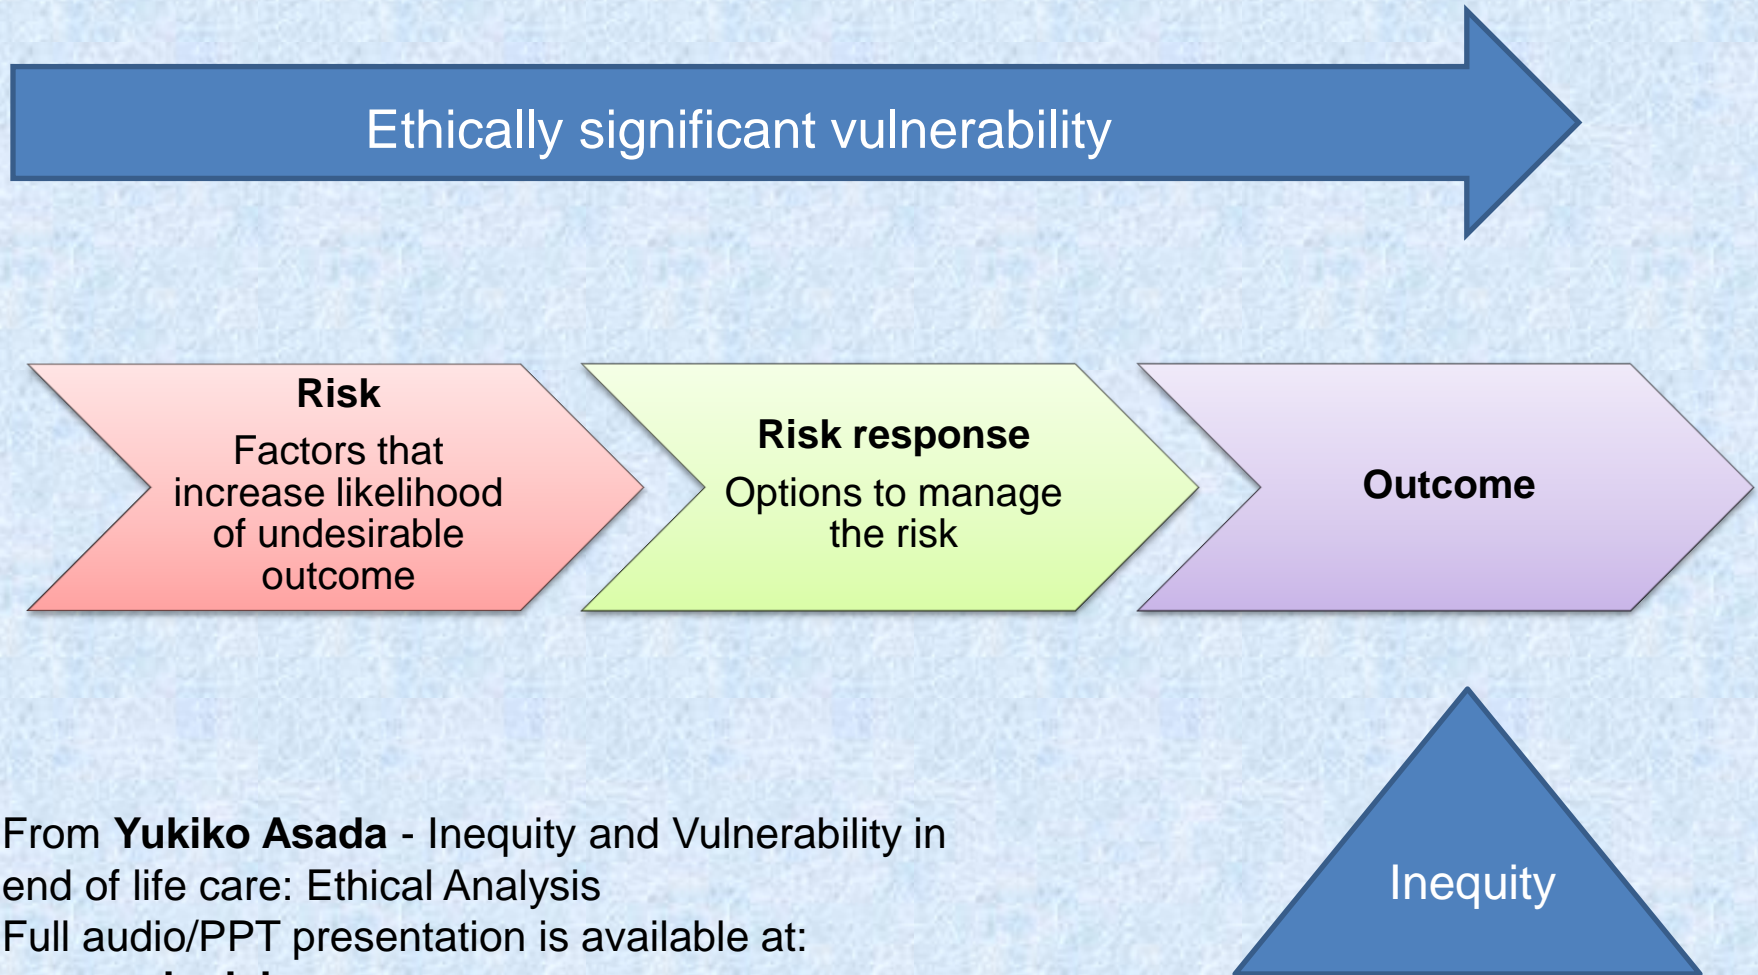 Ethically significant vulnerability
Risk
Factors that
increase likelihood
of undesirable
outcome
Risk response
Options to manage
the risk
Outcome
From Yukiko Asada - Inequity and Vulnerability in
end of life care: Ethical Analysis
Full audio/PPT presentation is available at:
Inequity